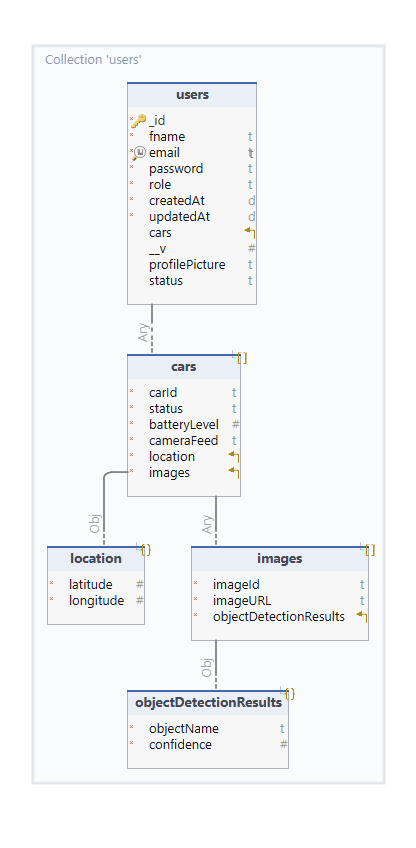 Collection 'users'
users
* _id
* fname t
* email t
* password t
* role t
* createdAt d
* updatedAt d
cars
__v #
profilePicture t
status t
Ary
cars []
* carId t
* status t
* batteryLevel #
* cameraFeed t
* location
* images
Obj
Ary
location {}
* latitude #
* longitude #
images []
* imageId t
* imageURL t
* objectDetectionResults
Obj
objectDetectionResults {}
* objectName t
* confidence #